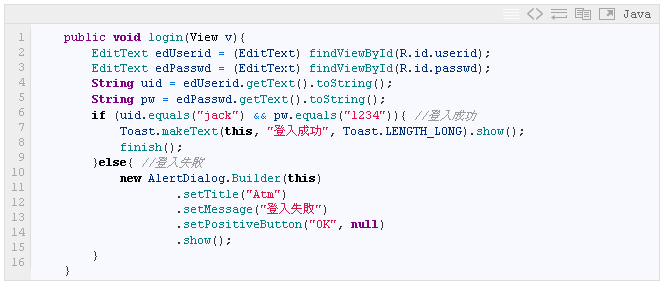 Java
1 public void login(View v){
2 EditText edUserid = (EditText) findViewById(R.id.userid);
3 EditText edPasswd = (EditText) findViewById(R.id.passwd);
4 String uid = edUserid.getText().toString();
5 String pw = edPasswd.getText().toString();
6 if (uid.equals("jack") && pw.equals("1234")){ //登入成功
7 Toast.makeText(this, "登入成功", Toast.LENGTH_LONG).show();
8 finish();
9 }else{ //登入失敗
10 new AlertDialog.Builder(this)
11 .setTitle("Atm")
12 .setMessage("登入失敗")
13 .setPositiveButton("OK", null)
14 .show();
15 }
16 }